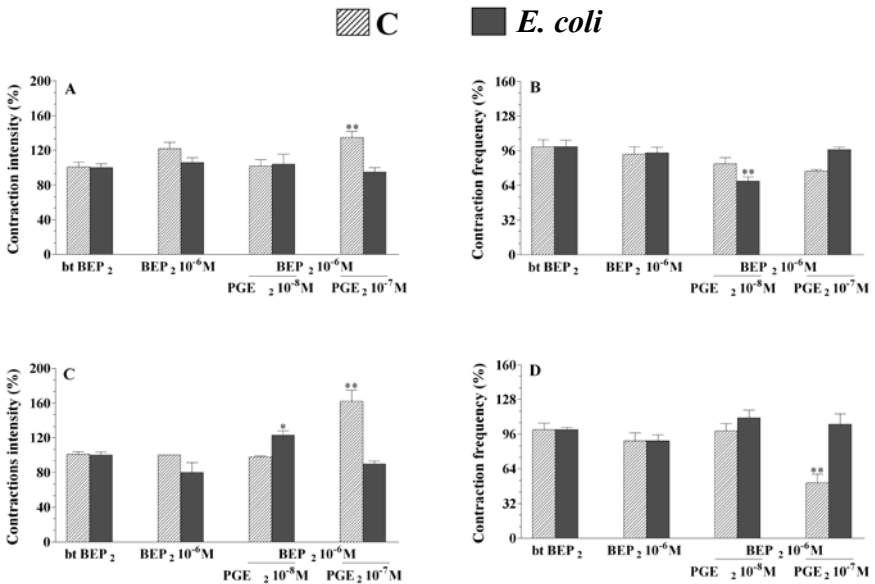 C E. coli
A
Contraction intensity (%)
200
160
120
80
40
0
**
bt BEP2 BEP2 10-6M BEP2 10-6M
PGE2 10-8M PGE2 10-7M
B
Contraction frequency (%)
160
128
96
64
32
0
**
bt BEP2 BEP2 10-6M BEP2 10-6M
PGE2 10-8M PGE2 10-7M
C
Contractions intensity (%)
200
160
120
80
40
0
*
**
bt BEP2 BEP2 10-6M BEP2 10-6M
PGE2 10-8M PGE2 10-7M
D
Contraction frequency (%)
160
128
96
64
32
0
**
bt BEP2 BEP2 10-6M BEP2 10-6M
PGE2 10-8M PGE2 10-7M